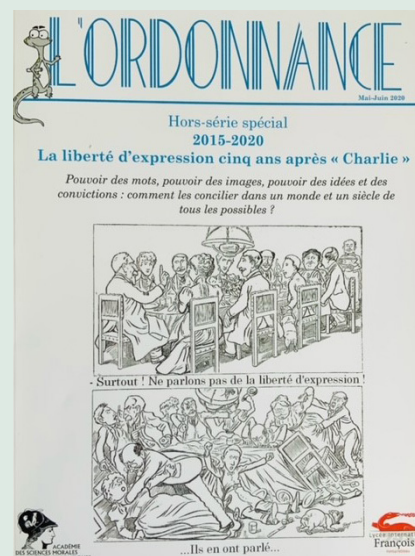 L'ORDONNANCE
Mai-Juin 2020
Hors-série spécial
2015-2020
La liberté d'expression cinq ans après « Charlie »
Pouvoir des mots, pouvoir des images, pouvoir des idées et des
convictions : comment les concilier dans un monde et un siècle de
tous les possibles ?
- Surtout ! Ne parlons pas de la liberté d'expression !
...Ils en ont parlé...
ACADÉMIE
DES SCIENCES MORALES
François